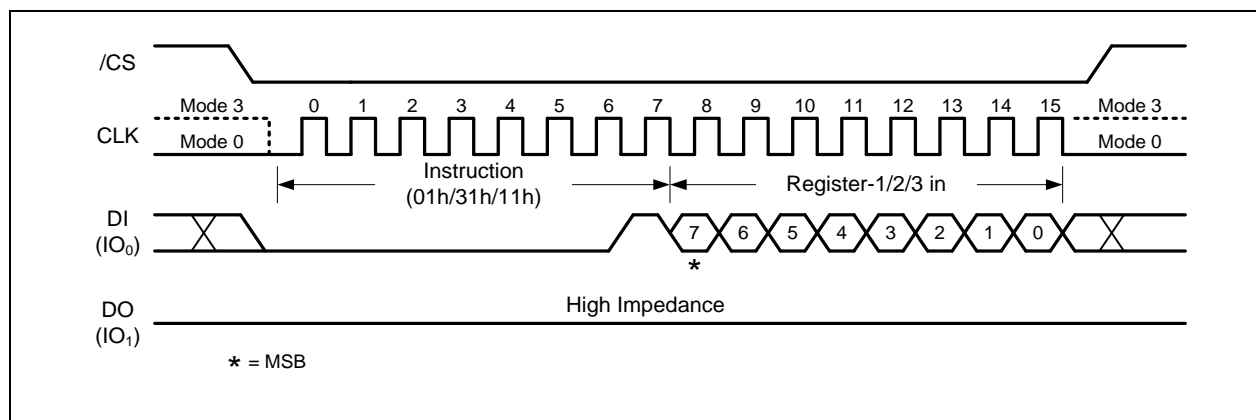 /CS
Mode 3 0 1 2 3 4 5 6 7 8 9 10 11 12 13 14 15 Mode 3
CLK
Mode 0 Mode 0
Instruction
(01h/31h/11h)
Register-1/2/3 in
DI
(IO₀)
7 6 5 4 3 2 1 0
*
High Impedance
DO
(IO₁)
* = MSB